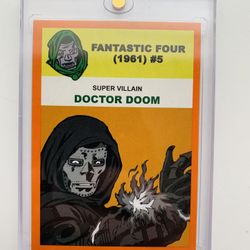 FANTASTIC FOUR
(1961) #5
SUPER VILLAIN
DOCTOR DOOM